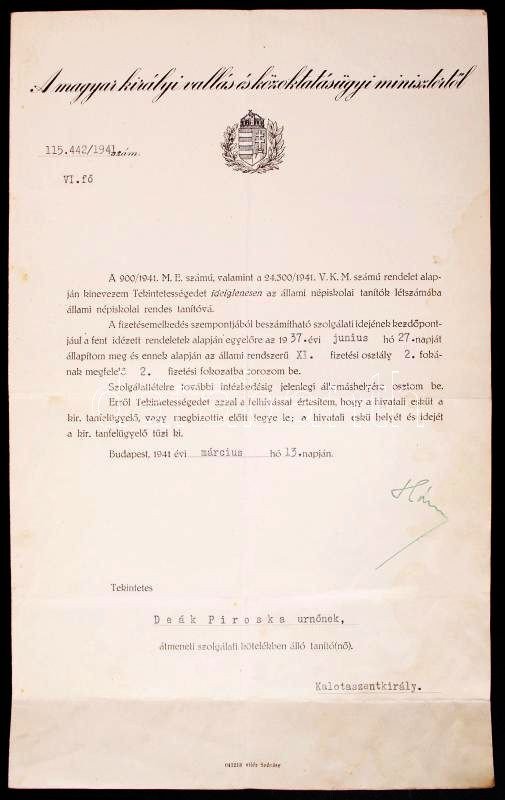 A magyar királyi vallás és közoktatásügyi minisztertől
115.442/1941 szám.
VI.fő
A 900/1941. M. E. számú, valamint a 24.300/1941. V. K. M. számú rendelet alap-
ján kinevezem Tekintetességedet ideiglenesen az állami népiskolai tanítók létszámába
állami népiskolai rendes tanítóvá.
A fizetésemelkedés szempontjából beszámítható szolgálati idejének kezdőpont-
jául a fent idézett rendeletek alapján egyelőre az 1937. évi junius hó 27. napját
állapítom meg és ennek alapján az állami rendszerű XI. fizetési osztály 2. foká-
nak megfelelő 2. fizetési fokozatba sorozom be.
Szolgálattételre további intézkedésig jelenlegi állomáshelyére osztom be.
Erről Tekintetességedet azzal a felhívással értesítem, hogy a hivatali esküt a
kir. tanfelügyelő, vagy megbízottja előtt tegye le; a hivatali eskü helyét és idejét
a kir. tanfelügyelő tűzi ki.
Budapest, 1941 évi március hó 13. napján.
Tekintetes
Deák Piroska urnőnek,
átmeneti szolgálati kötelékben álló tanító(nő).
Kalotaszentkirály.